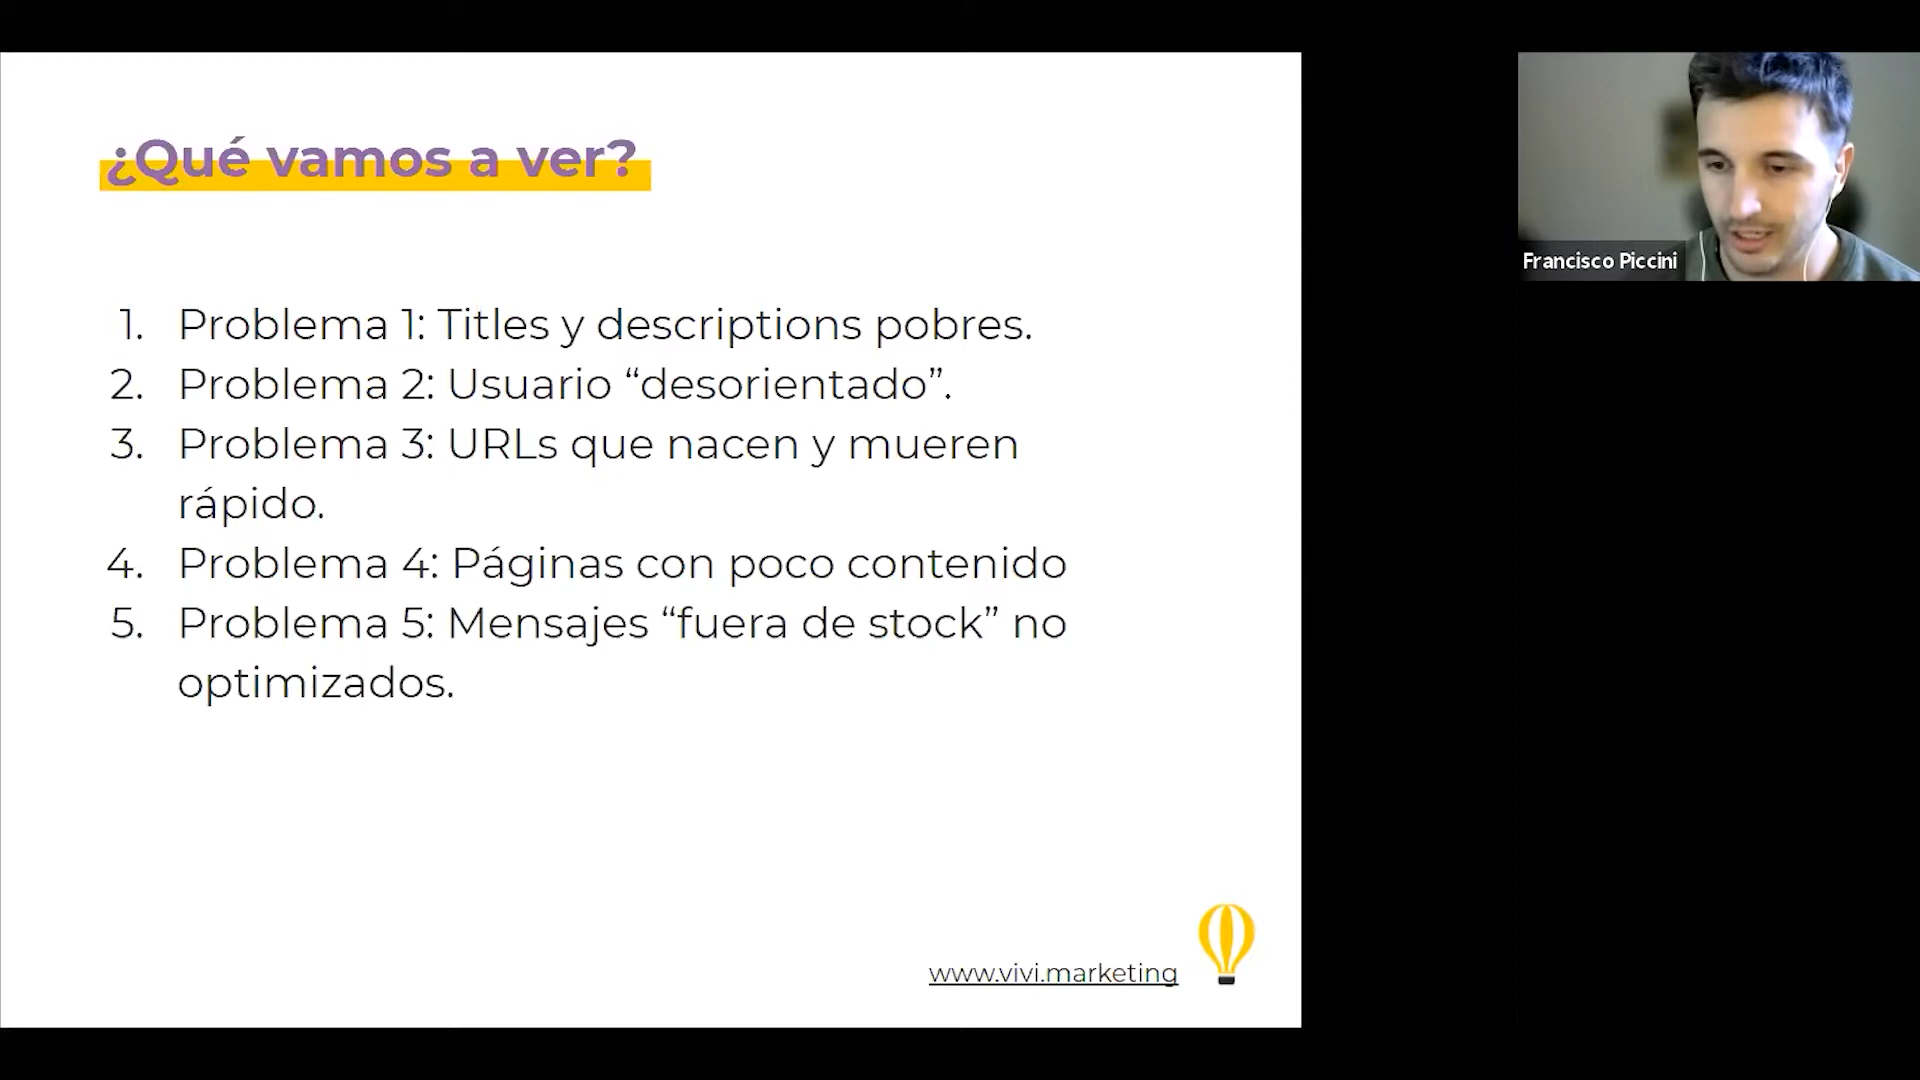 ¿Qué vamos a ver?
1. Problema 1: Titles y descriptions pobres.
2. Problema 2: Usuario “desorientado”.
3. Problema 3: URLs que nacen y mueren
rápido.
4. Problema 4: Páginas con poco contenido
5. Problema 5: Mensajes “fuera de stock” no
optimizados.
www.vivi.marketing
Francisco Piccini